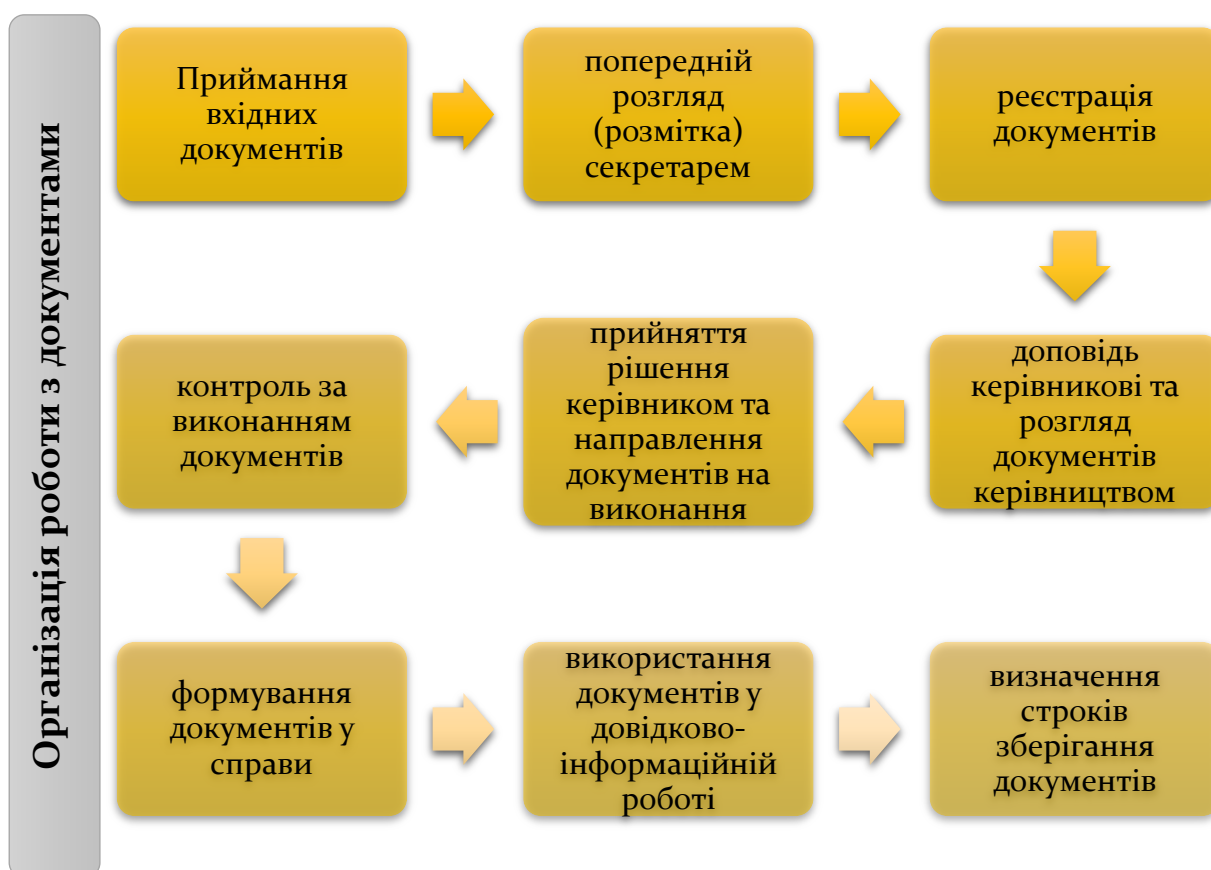 Організація роботи з документами
Приймання
вхідних
документів
попередній
розгляд
(розмітка)
секретарем
реєстрація
документів
доповідь
керівникові та
розгляд
документів
керівництвом
прийняття
рішення
керівником та
направлення
документів на
виконання
контроль за
виконанням
документів
формування
документів у
справи
використання
документів у
довідково-
інформаційній
роботі
визначення
строків
зберігання
документів